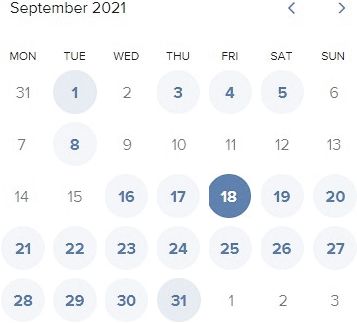 September 2021
MON TUE WED THU FRI SAT SUN
31 1 2 3 4 5 6
7 8 9 10 11 12 13
14 15 16 17 18 19 20
21 22 23 24 25 26 27
28 29 30 31 1 2 3